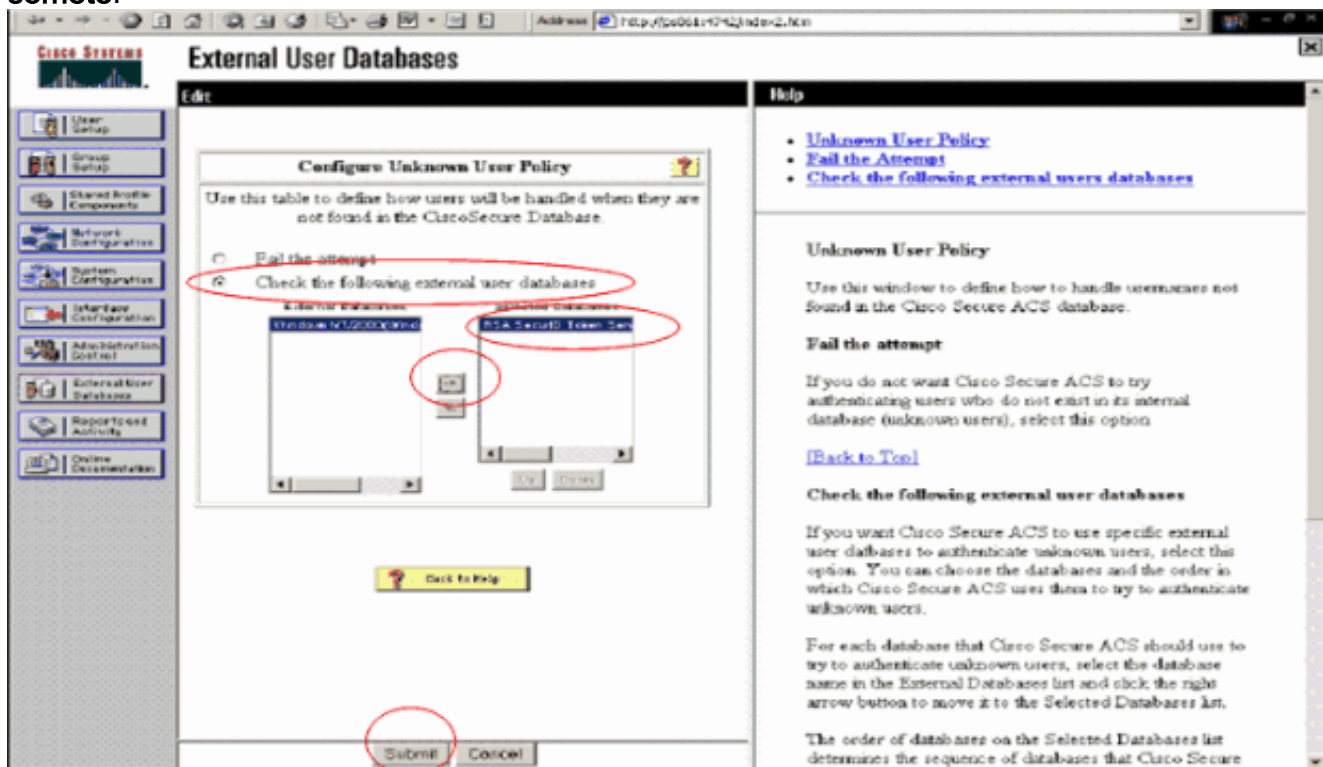 Address
Cisco Systems
External User Databases
Edit
Help
User Setup
Group Setup
Shared Profile Components
Network Configuration
System Configuration
Interface Configuration
Administration Control
External User Databases
Reports and Activity
Online Documentation
Configure Unknown User Policy
Use this table to define how users will be handled when they are
not found in the CiscoSecure Database.
Fail the attempt
Check the following external user databases
External Databases
Selected Databases
RSA SecurID Token Serv
->
<-
Up
Down
Back to Help
Submit
Cancel
Unknown User Policy
Fail the Attempt
Check the following external users databases
Unknown User Policy
Use this window to define how to handle usernames not
found in the Cisco Secure ACS database.
Fail the attempt
If you do not want Cisco Secure ACS to try
authenticating users who do not exist in its internal
database (unknown users), select this option
[Back to Top]
Check the following external user databases
If you want Cisco Secure ACS to use specific external
user datbases to authenticate unknown users, select this
option. You can choose the databases and the order in
which Cisco Secure ACS uses them to try to authenticate
unknown users.
For each database that Cisco Secure ACS should use to
try to authenticate unknown users, select the database
name in the External Databases list and click the right
arrow button to move it to the Selected Databases list.
The order of databases on the Selected Databases list
determines the sequence of databases that Cisco Secure